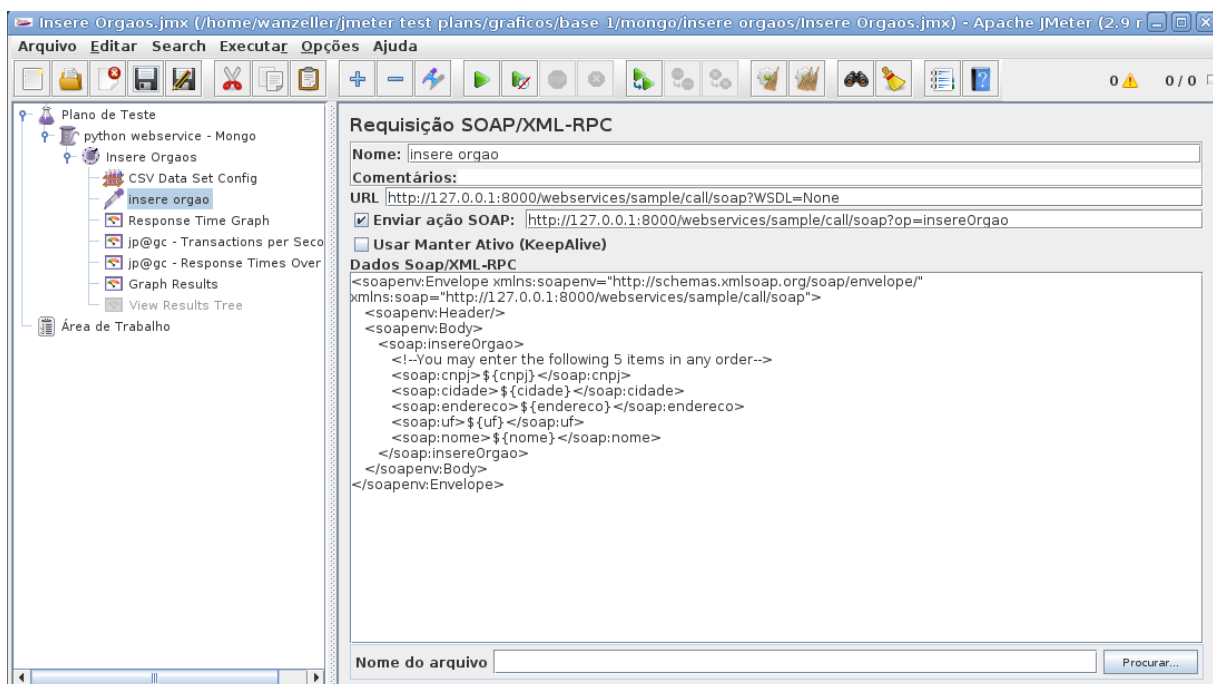 Insere Orgaos.jmx (/home/wanzeller/jmeter test plans/graficos/base 1/mongo/insere orgaos/Insere Orgaos.jmx) - Apache JMeter (2.9 r
Arquivo Editar Search Executar Opções Ajuda
0 0 / 0
Plano de Teste
python webservice - Mongo
Insere Orgaos
CSV Data Set Config
insere orgao
Response Time Graph
jp@gc - Transactions per Seco
jp@gc - Response Times Over
Graph Results
View Results Tree
Área de Trabalho
Requisição SOAP/XML-RPC
Nome: insere orgao
Comentários:
URL http://127.0.0.1:8000/webservices/sample/call/soap?WSDL=None
Enviar ação SOAP: http://127.0.0.1:8000/webservices/sample/call/soap?op=insereOrgao
Usar Manter Ativo (KeepAlive)
Dados Soap/XML-RPC
<soapenv:Envelope xmlns:soapenv="http://schemas.xmlsoap.org/soap/envelope/"
xmlns:soap="http://127.0.0.1:8000/webservices/sample/call/soap">
<soapenv:Header/>
<soapenv:Body>
<soap:insereOrgao>
<!--You may enter the following 5 items in any order-->
<soap:cnpj>${cnpj}</soap:cnpj>
<soap:cidade>${cidade}</soap:cidade>
<soap:endereco>${endereco}</soap:endereco>
<soap:uf>${uf}</soap:uf>
<soap:nome>${nome}</soap:nome>
</soap:insereOrgao>
</soapenv:Body>
</soapenv:Envelope>
Nome do arquivo
Procurar...